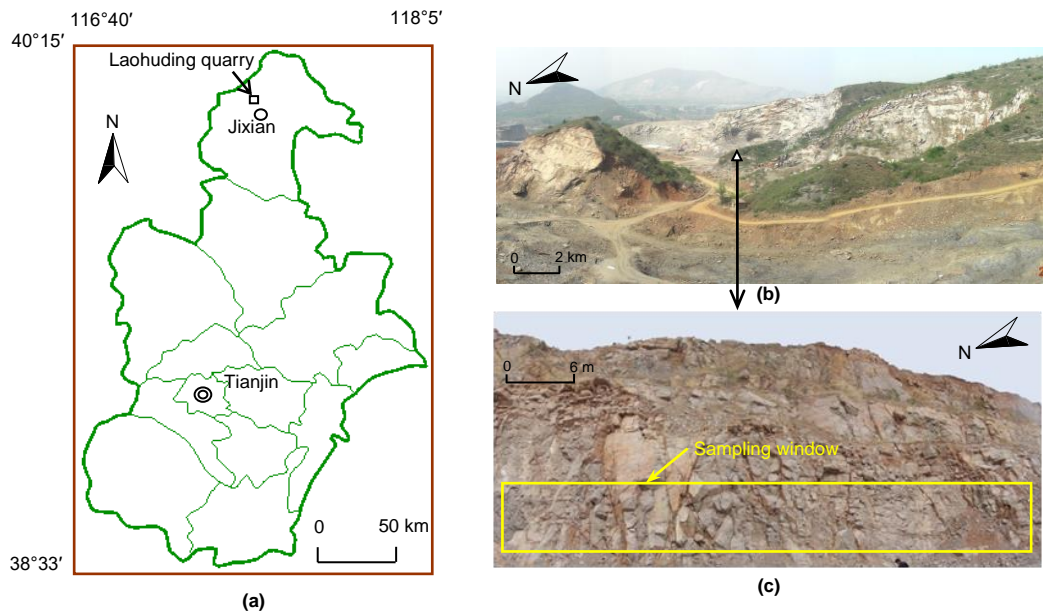 116°40′ 118°5′
40°15′
Laohuding quarry
Jixian
N
Tianjin
0 50 km
38°33′
(a)
N
0 2 km
2
(b)
N
0 6 m
Sampling window
(c)